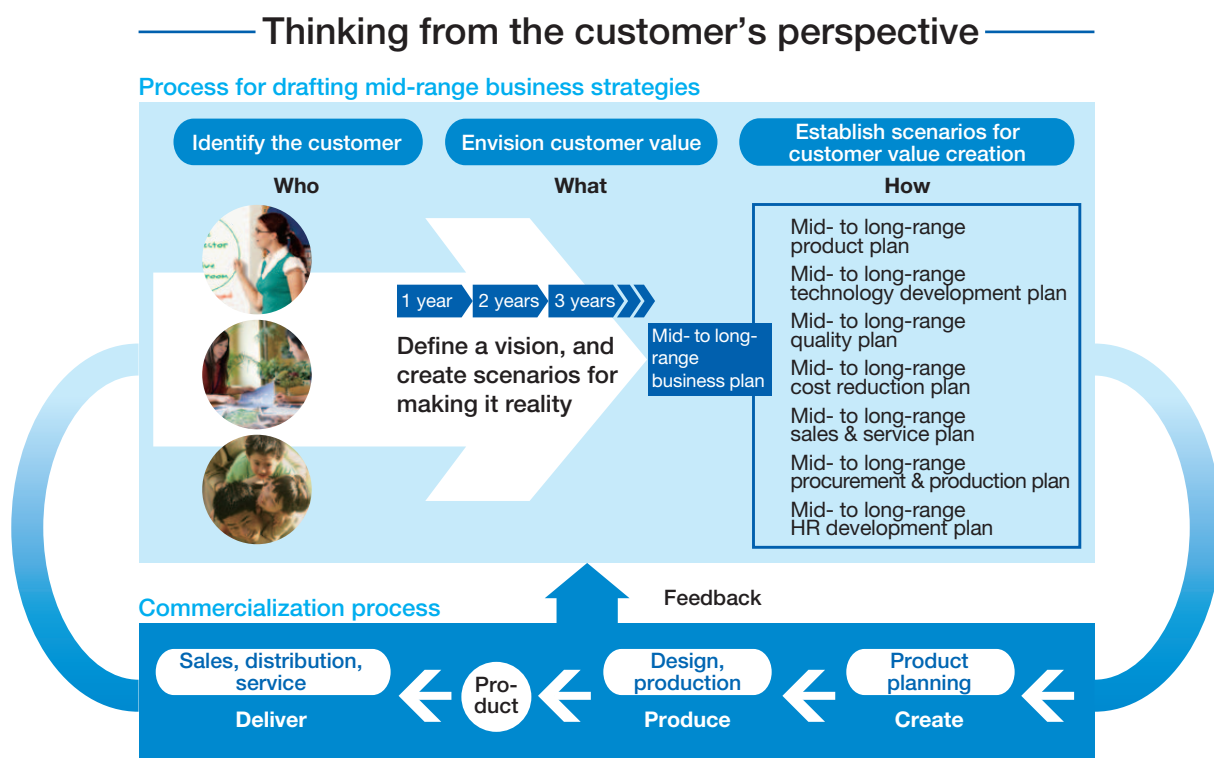 Thinking from the customer's perspective
Process for drafting mid-range business strategies
Identify the customer
Envision customer value
Establish scenarios for
customer value creation
Who
What
How
1 year
2 years
3 years
Define a vision, and
create scenarios for
making it reality
Mid- to long-
range
business plan
Mid- to long-range
product plan
Mid- to long-range
technology development plan
Mid- to long-range
quality plan
Mid- to long-range
cost reduction plan
Mid- to long-range
sales & service plan
Mid- to long-range
procurement & production plan
Mid- to long-range
HR development plan
Feedback
Commercialization process
Sales, distribution,
service
Deliver
Pro-
duct
Design,
production
Produce
Product
planning
Create